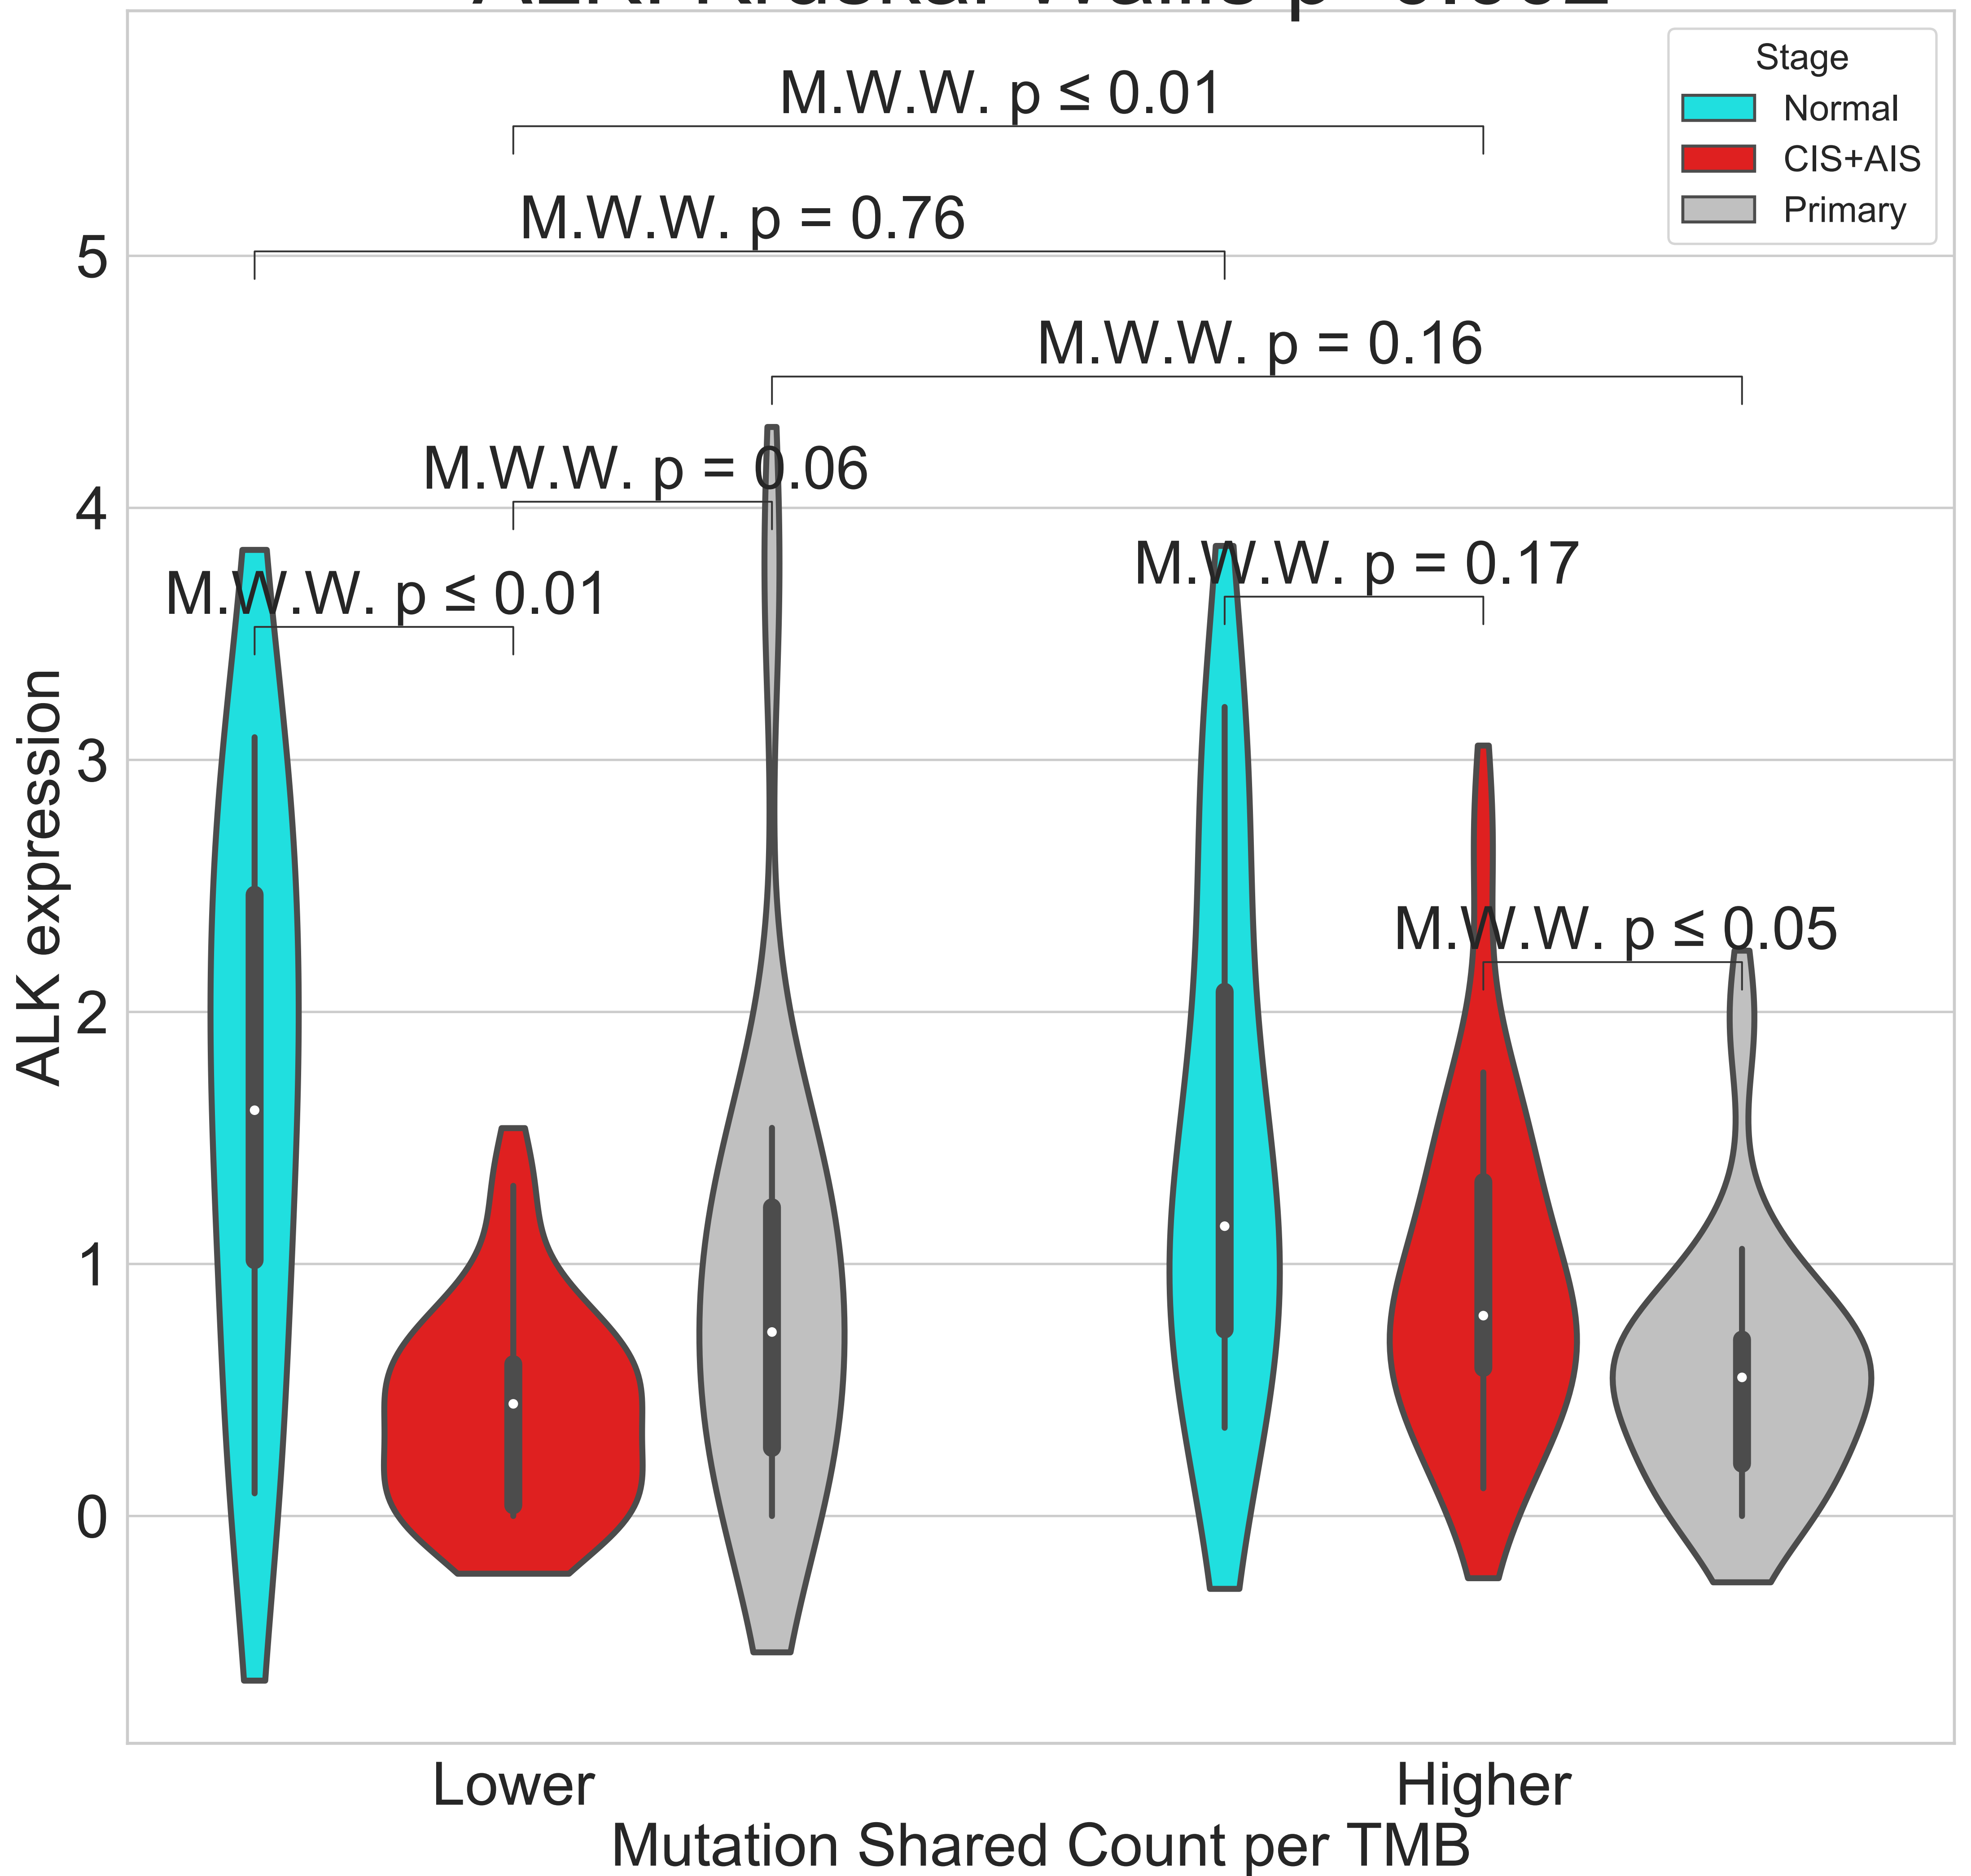 Stage
Normal
CIS+AIS
Primary
M.W.W. p ≤ 0.01
M.W.W. p = 0.76
M.W.W. p = 0.16
M.W.W. p = 0.06
M.W.W. p = 0.17
M.W.W. p ≤ 0.01
M.W.W. p ≤ 0.05
5
4
3
2
1
0
ALK expression
Lower
Higher
Mutation Shared Count per TMB